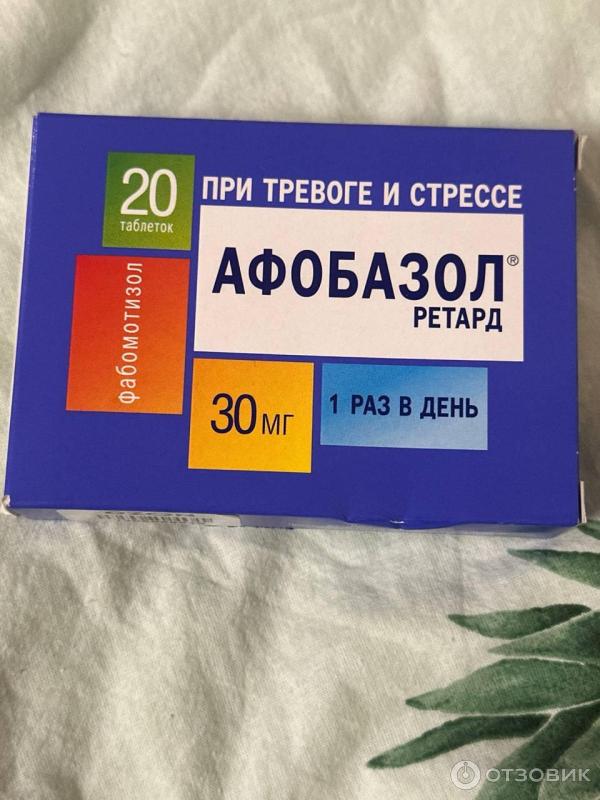 20
таблеток
ПРИ ТРЕВОГЕ И СТРЕССЕ
АФОБАЗОЛ®
РЕТАРД
фабомотизол
30 мг
1 РАЗ В ДЕНЬ
ОТЗОВИК